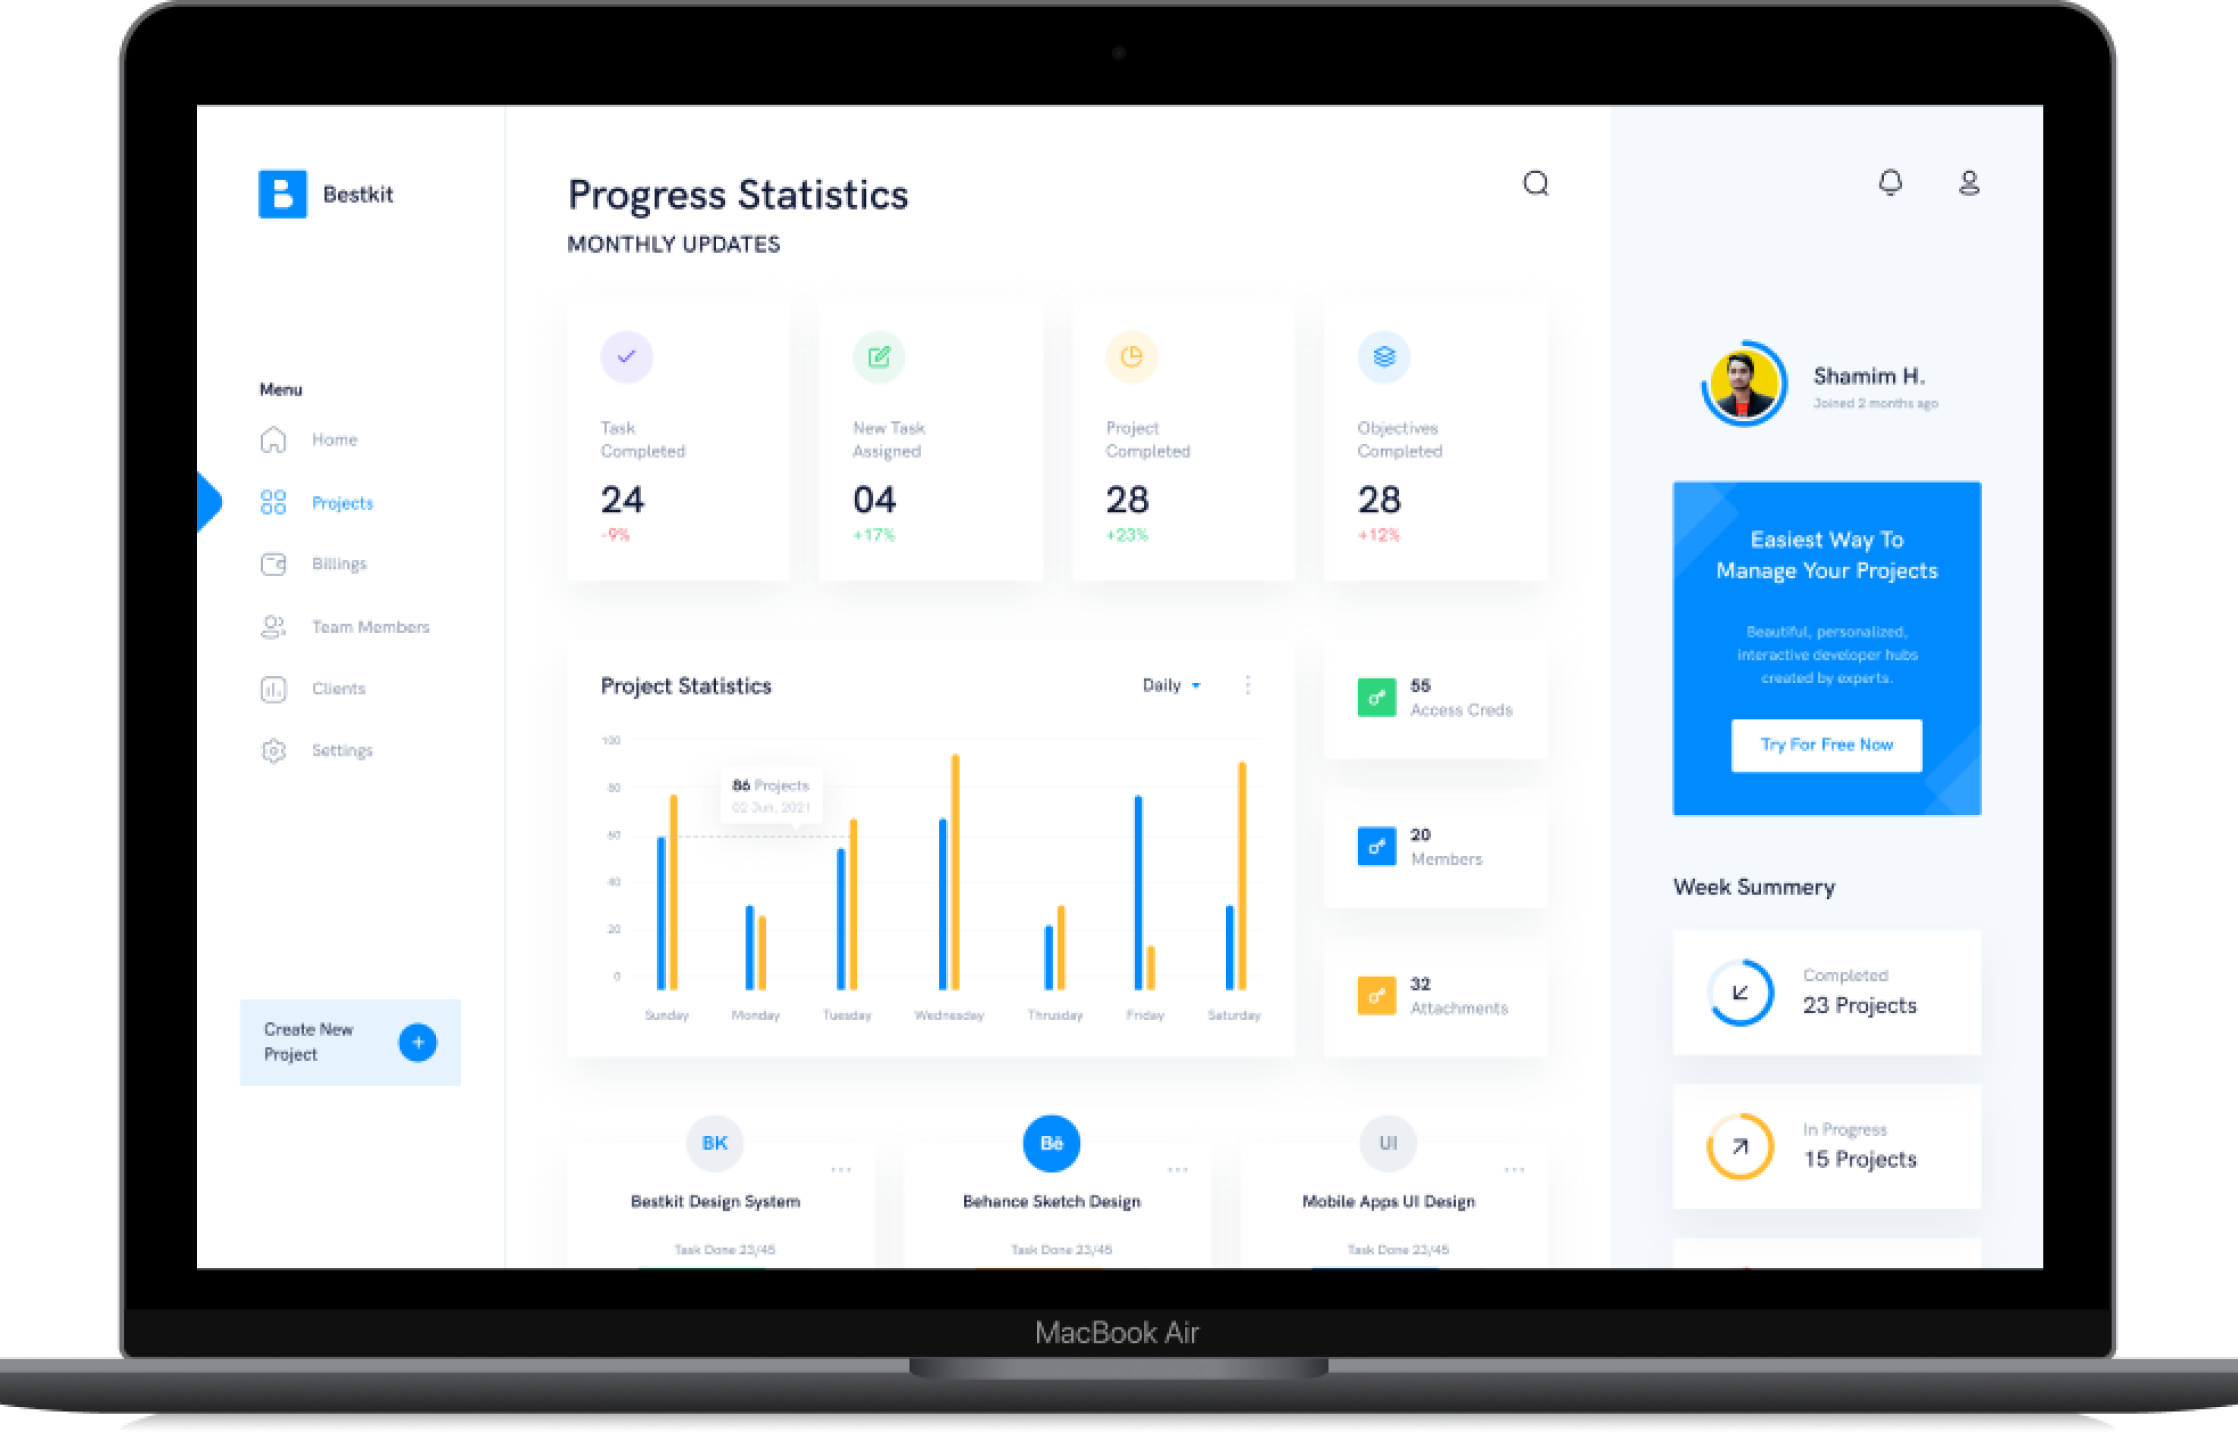 Bestkit
Menu
Home
Projects
Billings
Team Members
Clients
Settings
Create New
Project
+
Progress Statistics
MONTHLY UPDATES
Task
Completed
24
-9%
New Task
Assigned
04
+17%
Project
Completed
28
+23%
Objectives
Completed
28
+12%
Project Statistics
Daily
100
80
60
40
20
0
86 Projects
02 Jun, 2021
Sunday
Monday
Tuesday
Wednesday
Thrusday
Friday
Saturday
55
Access Creds
20
Members
32
Attachments
BK
Bestkit Design System
Task Done 23/45
Bē
Behance Sketch Design
Task Done 23/45
UI
Mobile Apps UI Design
Task Done 23/45
Shamim H.
Joined 2 months ago
Easiest Way To
Manage Your Projects
Beautiful, personalized,
interactive developer hubs
created by experts.
Try For Free Now
Week Summery
Completed
23 Projects
In Progress
15 Projects
MacBook Air